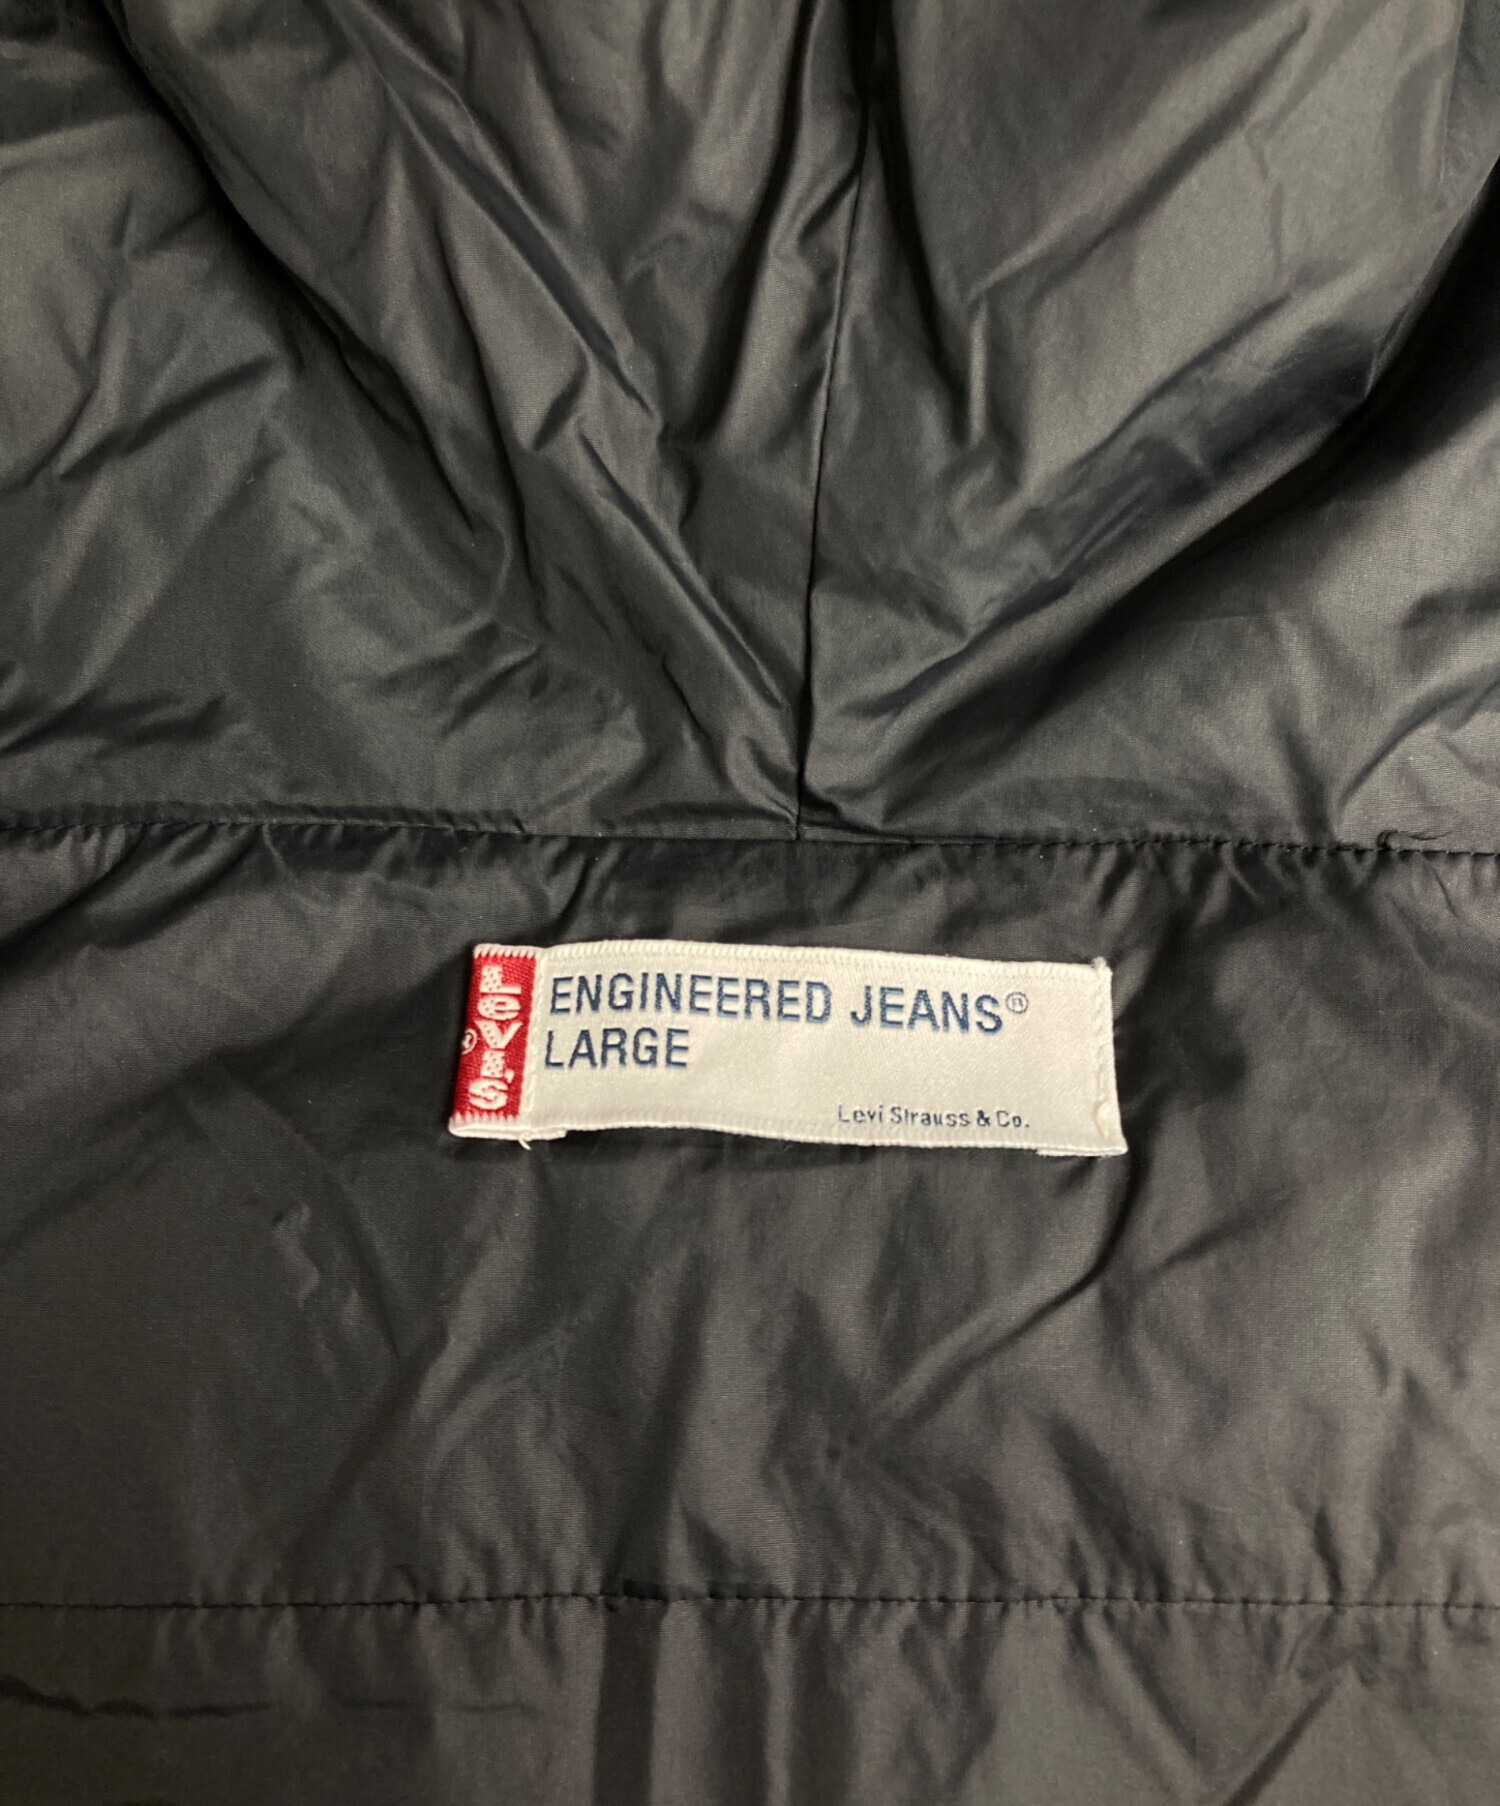 Levi's
®
ENGINEERED JEANS®
LARGE
Levi Strauss & Co.